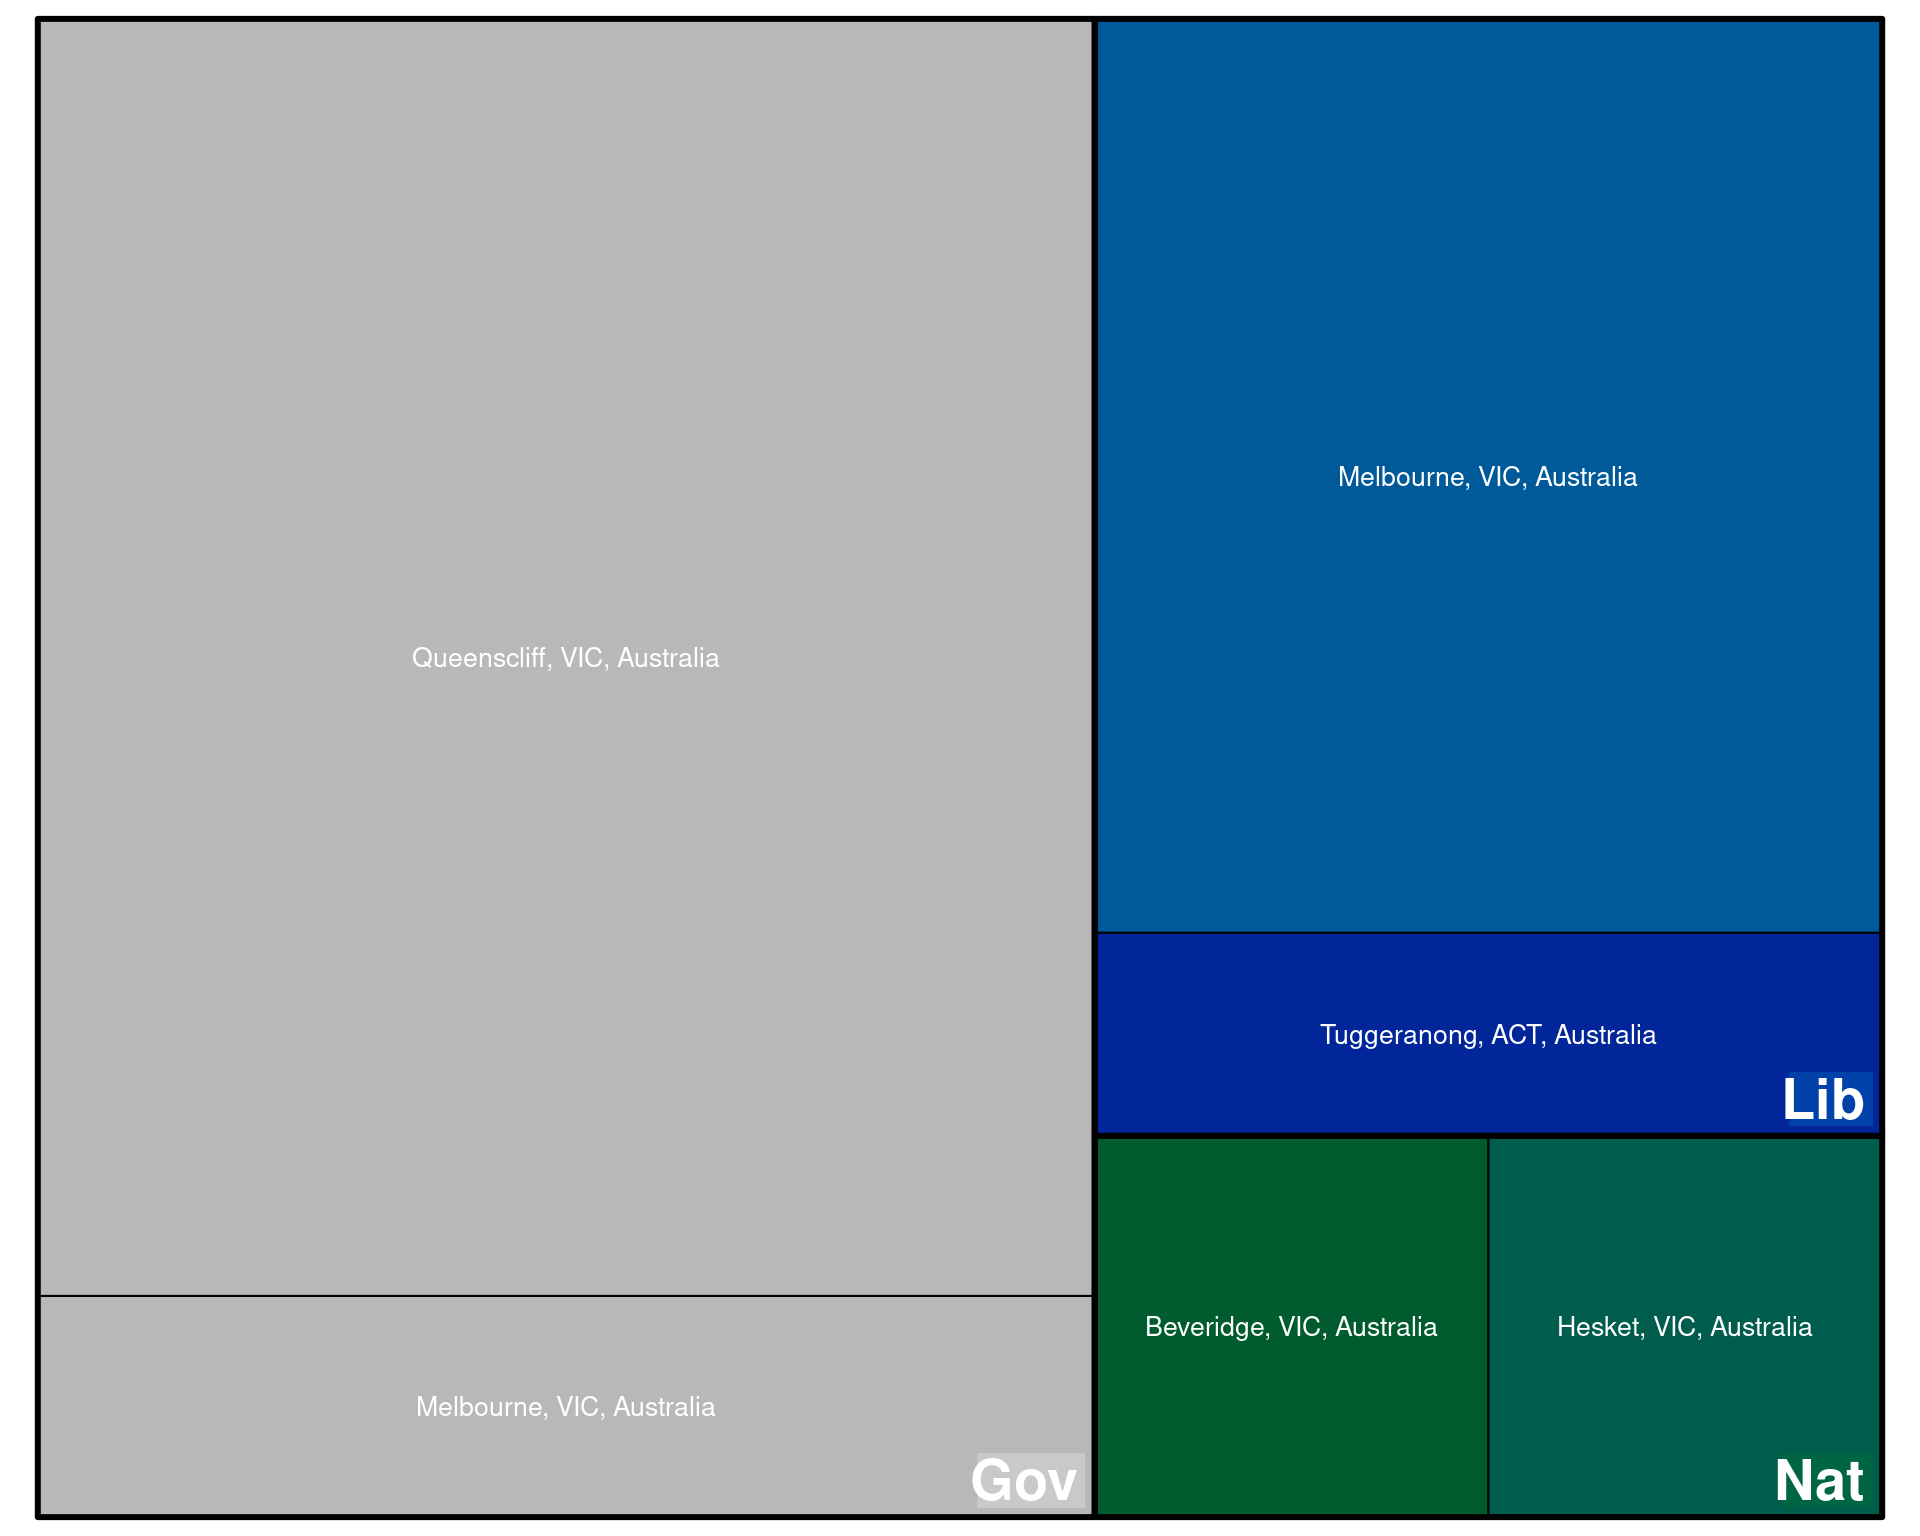 Queenscliff, VIC, Australia
Melbourne, VIC, Australia
Gov
Melbourne, VIC, Australia
Tuggeranong, ACT, Australia
Lib
Beveridge, VIC, Australia
Hesket, VIC, Australia
Nat